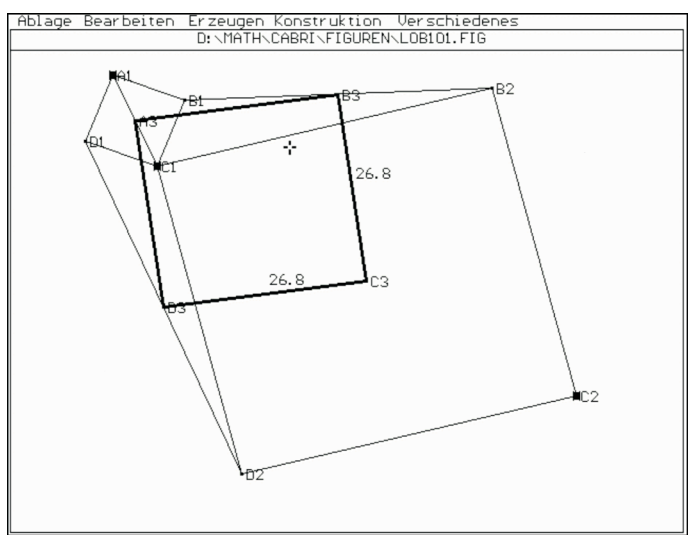 Ablage Bearbeiten Erzeugen Konstruktion Verschiedenes
D:\MATH\CABRI\FIGUREN\LOB101.FIG
A1
B1
B3
B2
A3
D1
C1
26.8
26.8
C3
D3
C2
D2